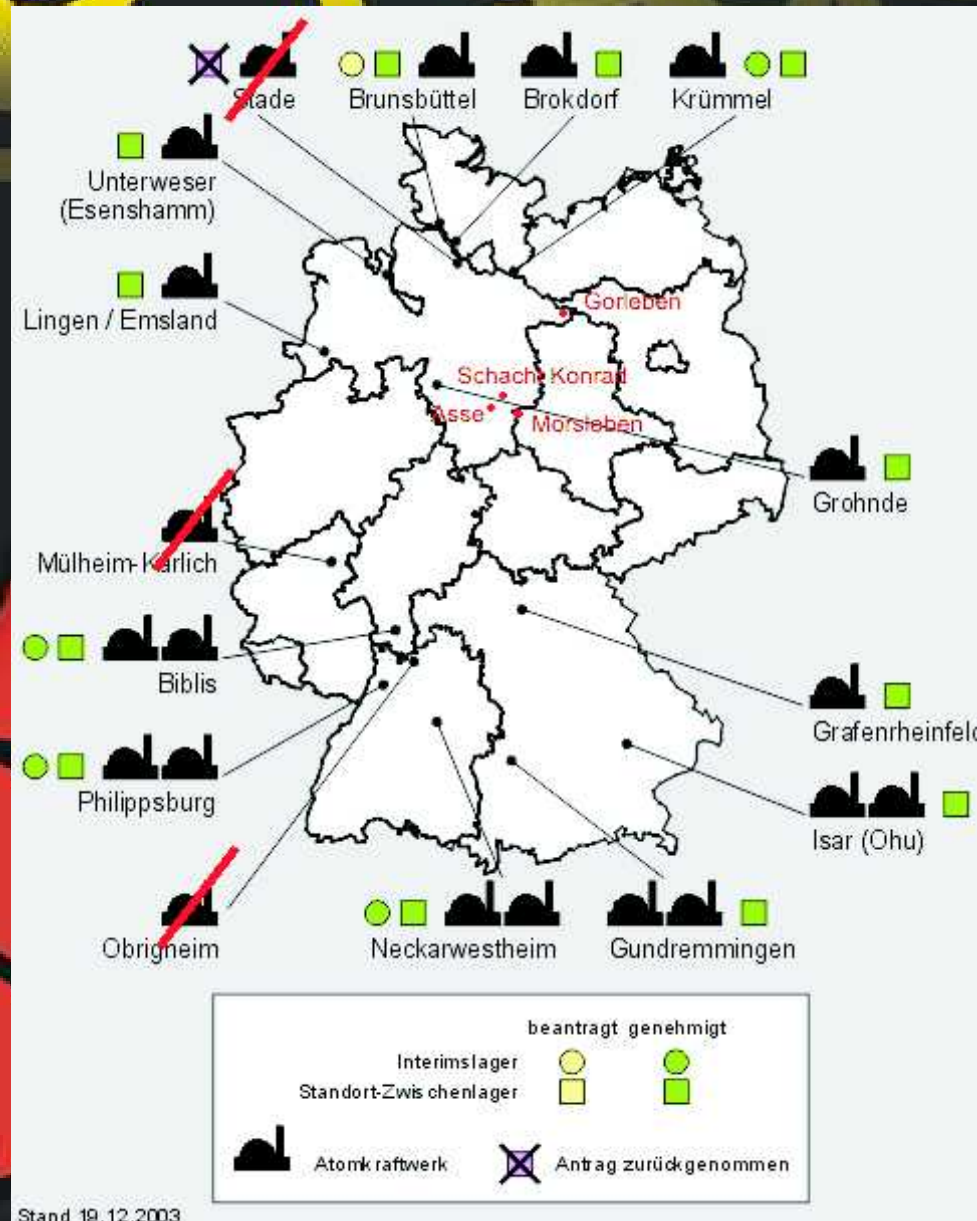 Stade
Brunsbüttel
Brokdorf
Krümmel
Unterweser
(Esenshamm)
Lingen / Emsland
Gorleben
Schacht Konrad
Asse
Morsleben
Grohnde
Mülheim-Kärlich
Biblis
Grafenrheinfeld
Philippsburg
Isar (Ohu)
Obrigheim
Neckarwestheim
Gundremmingen
beantragt genehmigt
Interimslager
Standort-Zwischenlager
Atomkraftwerk
Antrag zurückgenommen
Stand 19.12.2003